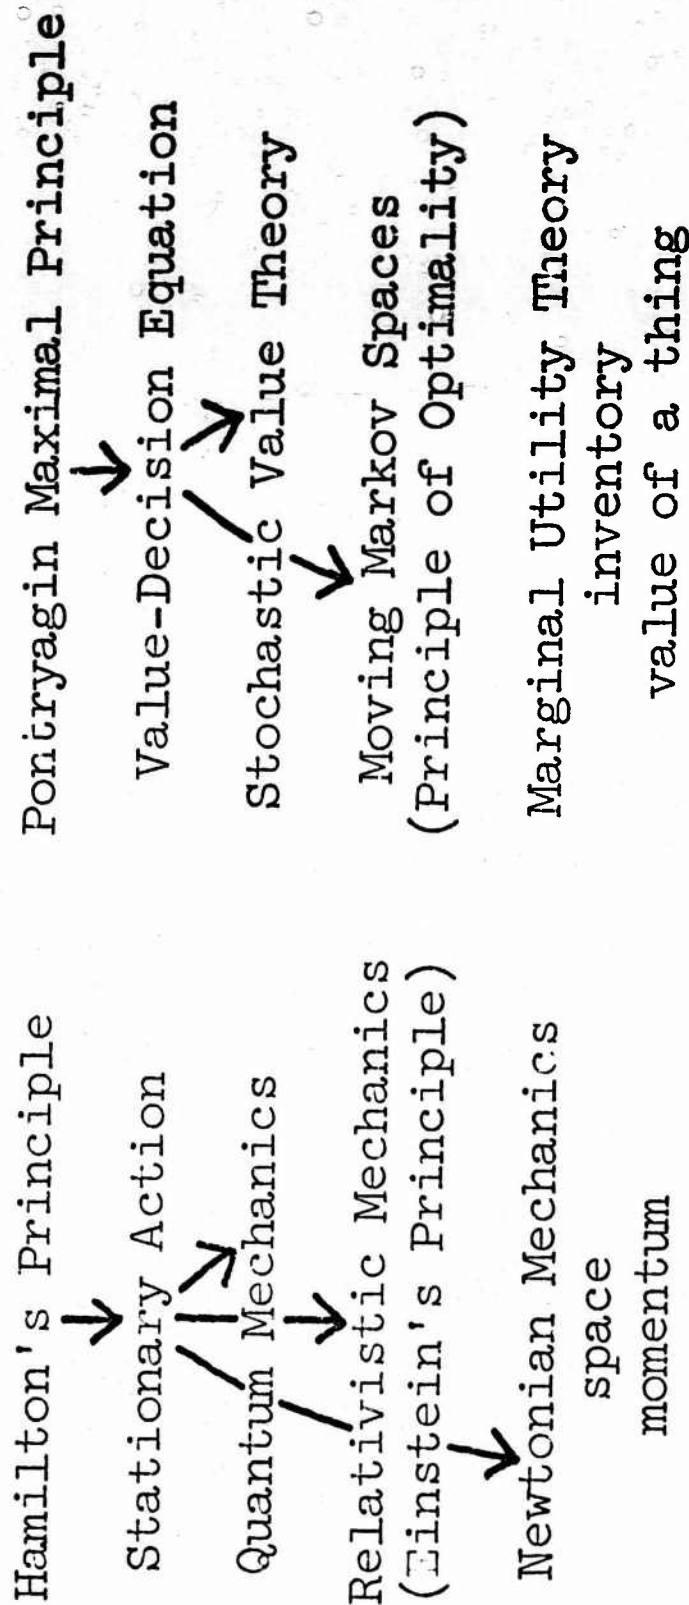 Hamilton's Principle
Stationary Action
Quantum Mechanics
Relativistic Mechanics
(Einstein's Principle)
Newtonian Mechanics
space
momentum
Pontryagin Maximal Principle
Value-Decision Equation
Stochastic Value Theory
Moving Markov Spaces
(Principle of Optimality)
Marginal Utility Theory
inventory
value of a thing